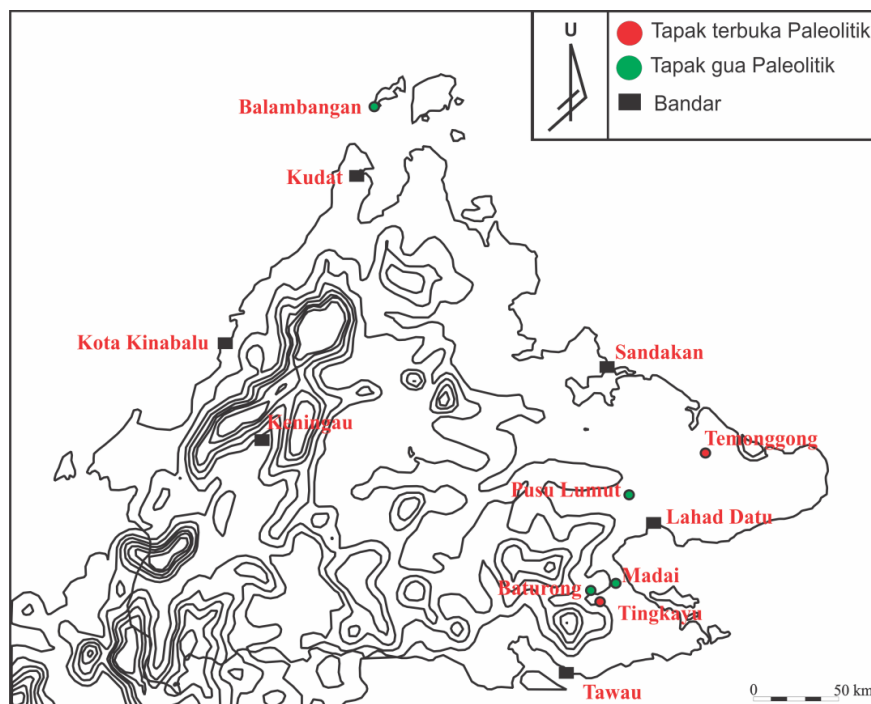 U
Tapak terbuka Paleolitik
Tapak gua Paleolitik
Bandar
Balambangan
Kudat
Kota Kinabalu
Sandakan
Keningau
Temonggong
Pusu Lumut
Lahad Datu
Madai
Baturong
Tingkayu
Tawau
0 50 km